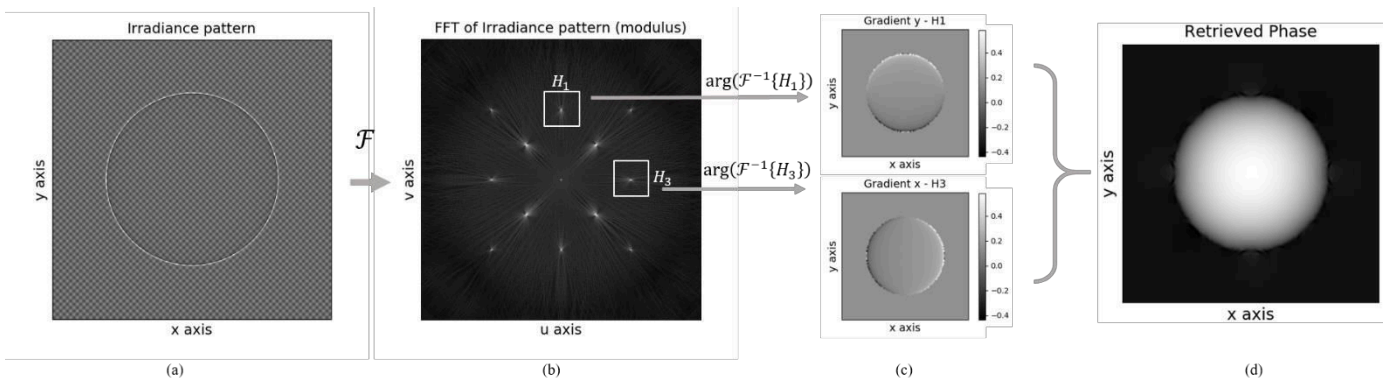 Irradiance pattern
y axis
x axis
(a)
ℱ
FFT of Irradiance pattern (modulus)
H₁
H₃
v axis
u axis
(b)
arg(ℱ⁻¹{H₁})
arg(ℱ⁻¹{H₃})
Gradient y - H1
y axis
x axis
0.4
0.2
0.0
−0.2
−0.4
Gradient x - H3
y axis
x axis
0.4
0.2
0.0
−0.2
−0.4
(c)
Retrieved Phase
y axis
x axis
(d)